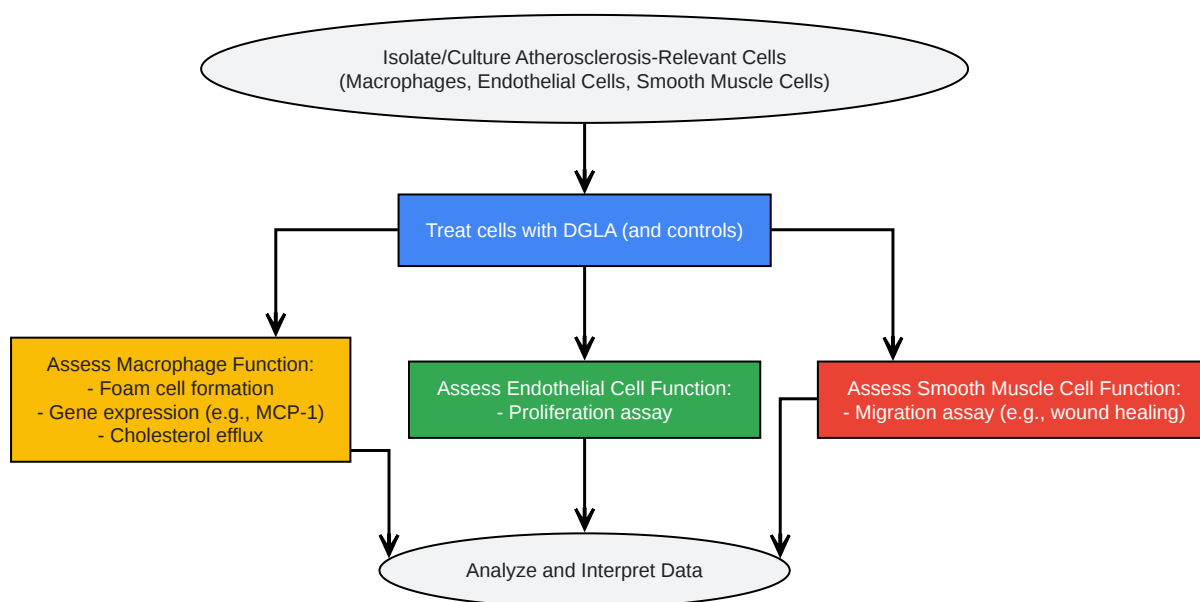 Isolate/Culture Atherosclerosis-Relevant Cells
(Macrophages, Endothelial Cells, Smooth Muscle Cells)
Treat cells with DGLA (and controls)
Assess Macrophage Function:
- Foam cell formation
- Gene expression (e.g., MCP-1)
- Cholesterol efflux
Assess Endothelial Cell Function:
- Proliferation assay
Assess Smooth Muscle Cell Function:
- Migration assay (e.g., wound healing)
Analyze and Interpret Data